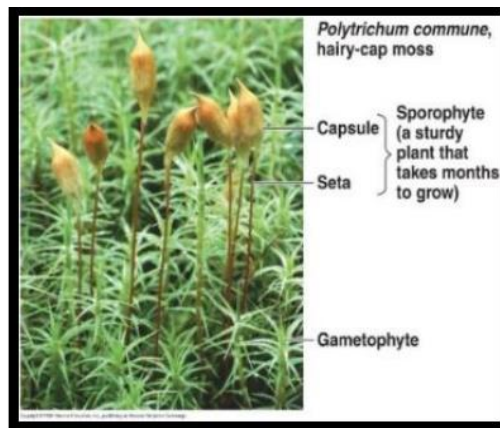 Polytrichum commune,
hairy-cap moss
Capsule
Seta
Sporophyte
(a sturdy
plant that
takes months
to grow)
Gametophyte